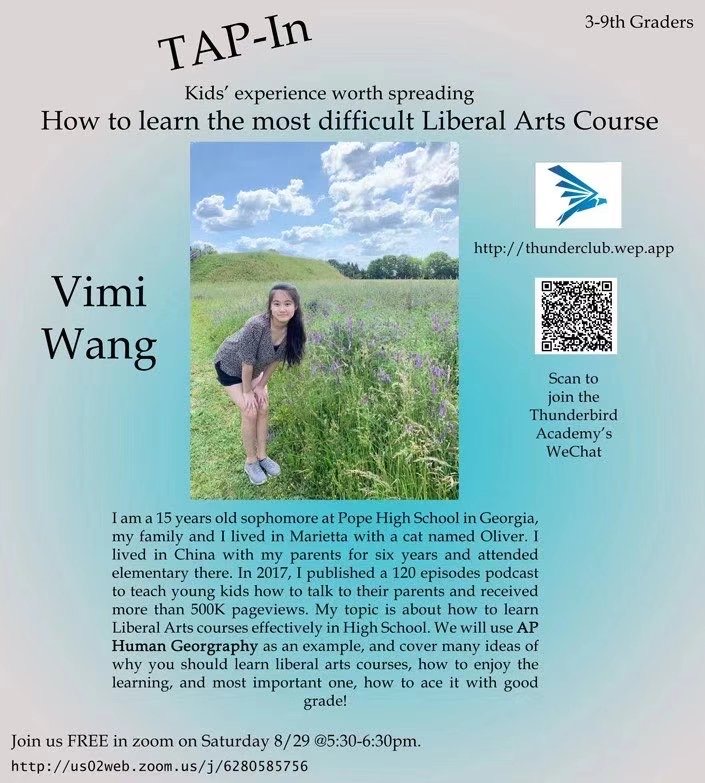 3-9th Graders
TAP-In
Kids’ experience worth spreading
How to learn the most difficult Liberal Arts Course
http://thunderclub.wep.app
Vimi
Wang
Scan to
join the
Thunderbird
Academy’s
WeChat
I am a 15 years old sophomore at Pope High School in Georgia,
my family and I lived in Marietta with a cat named Oliver. I
lived in China with my parents for six years and attended
elementary there. In 2017, I published a 120 episodes podcast
to teach young kids how to talk to their parents and received
more than 500K pageviews. My topic is about how to learn
Liberal Arts courses effectively in High School. We will use AP
Human Georgraphy as an example, and cover many ideas of
why you should learn liberal arts courses, how to enjoy the
learning, and most important one, how to ace it with good
grade!
Join us FREE in zoom on Saturday 8/29 @5:30-6:30pm.
http://us02web.zoom.us/j/6280585756